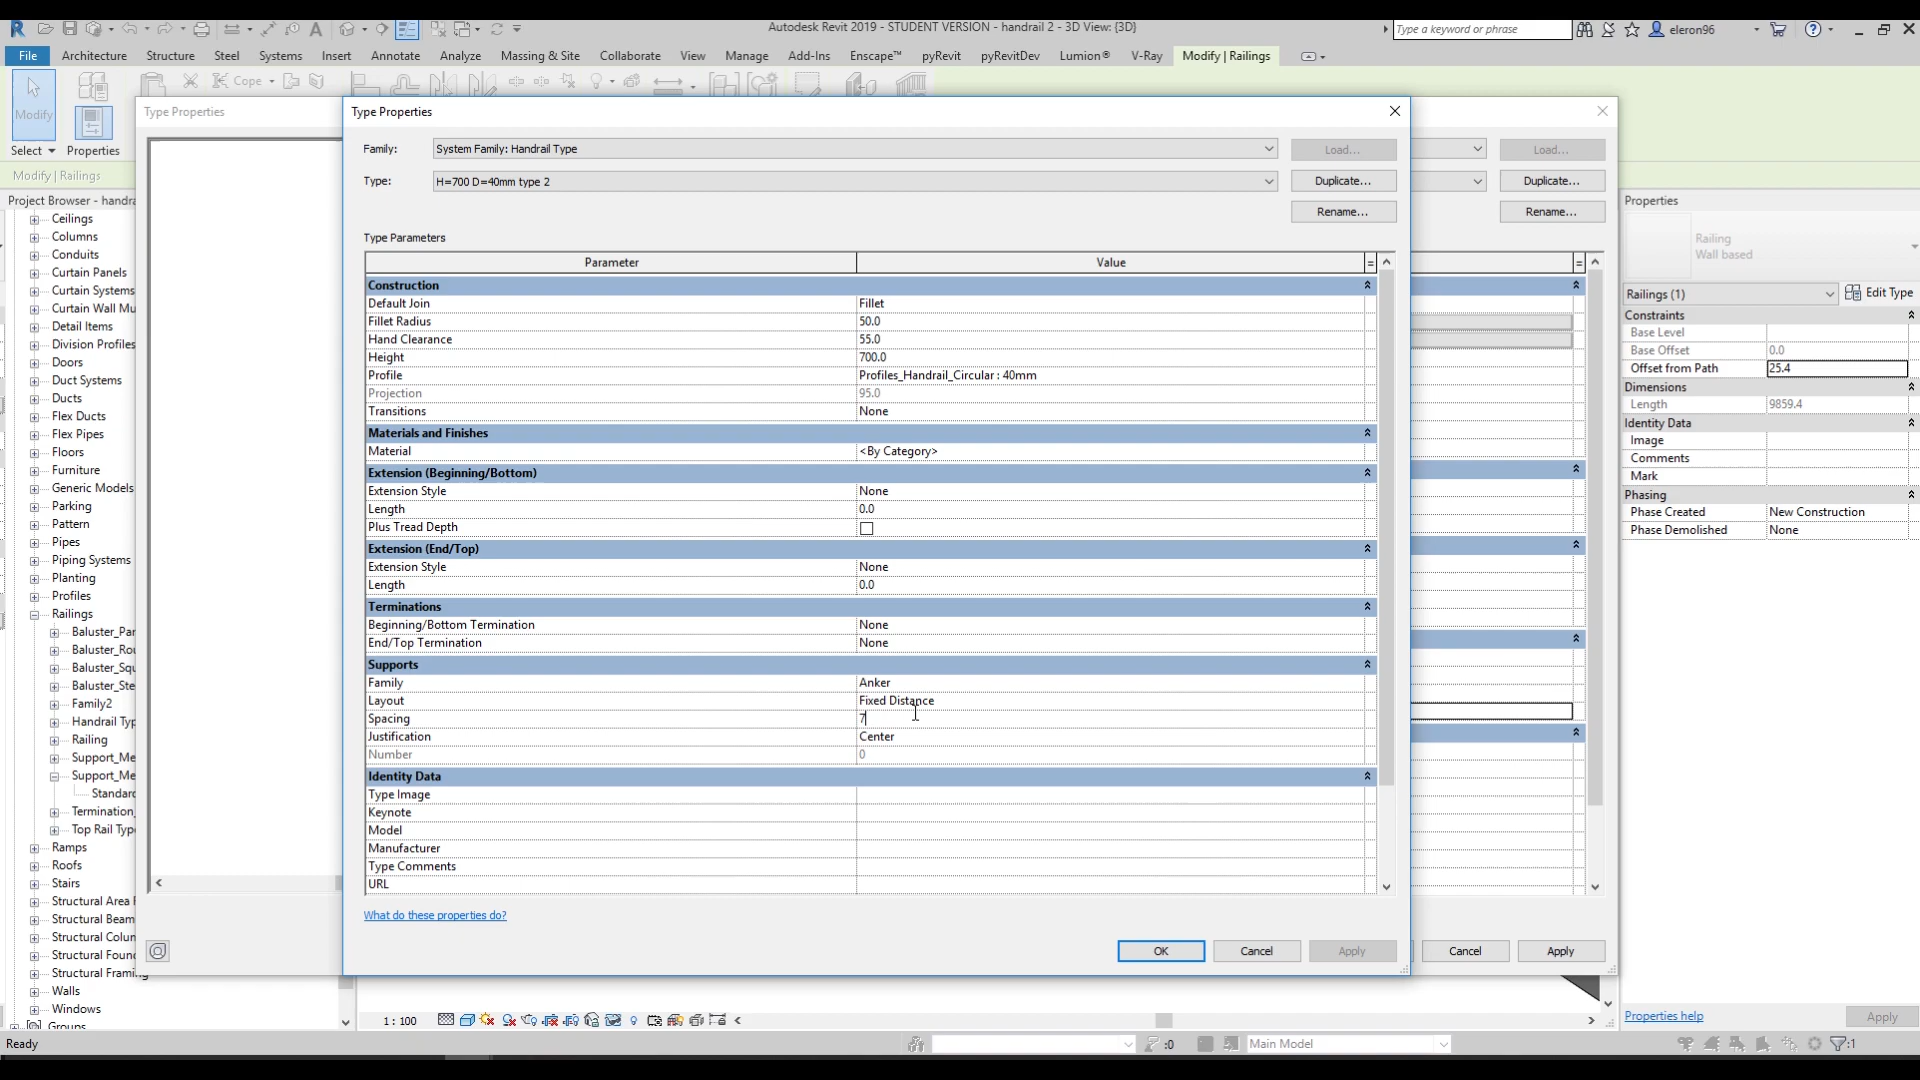 Autodesk Revit 2019 - STUDENT VERSION - handrail 2 - 3D View: {3D}
Type a keyword or phrase
eleron96
File
Architecture
Structure
Steel
Systems
Insert
Annotate
Analyze
Massing & Site
Collaborate
View
Manage
Add-Ins
Enscape™
pyRevit
pyRevitDev
Lumion®
V-Ray
Modify | Railings
Modify
Cope
Select
Properties
Modify | Railings
Project Browser - handra
Ceilings
Columns
Conduits
Curtain Panels
Curtain Systems
Curtain Wall Mu
Detail Items
Division Profiles
Doors
Duct Systems
Ducts
Flex Ducts
Flex Pipes
Floors
Furniture
Generic Models
Parking
Pattern
Pipes
Piping Systems
Planting
Profiles
Railings
Baluster_Par
Baluster_Rou
Baluster_Squ
Baluster_Ste
Family2
Handrail Typ
Railing
Support_Me
Support_Me
Standard
Termination_
Top Rail Type
Ramps
Roofs
Stairs
Structural Area R
Structural Beam
Structural Colun
Structural Found
Structural Framing
Walls
Windows
Groups
Type Properties
Type Properties
Family:
System Family: Handrail Type
Load...
Type:
H=700 D=40mm type 2
Duplicate...
Rename...
Type Parameters
Parameter
Value
=
Construction
Default Join
Fillet
Fillet Radius
50.0
Hand Clearance
55.0
Height
700.0
Profile
Profiles_Handrail_Circular : 40mm
Projection
95.0
Transitions
None
Materials and Finishes
Material
<By Category>
Extension (Beginning/Bottom)
Extension Style
None
Length
0.0
Plus Tread Depth
Extension (End/Top)
Extension Style
None
Length
0.0
Terminations
Beginning/Bottom Termination
None
End/Top Termination
None
Supports
Family
Anker
Layout
Fixed Distance
Spacing
7
Justification
Center
Number
0
Identity Data
Type Image
Keynote
Model
Manufacturer
Type Comments
URL
What do these properties do?
OK
Cancel
Apply
Load...
Duplicate...
Rename...
=
Cancel
Apply
Properties
Railing
Wall based
Railings (1)
Edit Type
Constraints
Base Level
Base Offset
0.0
Offset from Path
25.4
Dimensions
Length
9859.4
Identity Data
Image
Comments
Mark
Phasing
Phase Created
New Construction
Phase Demolished
None
Properties help
Apply
1 : 100
Ready
:0
Main Model
:1